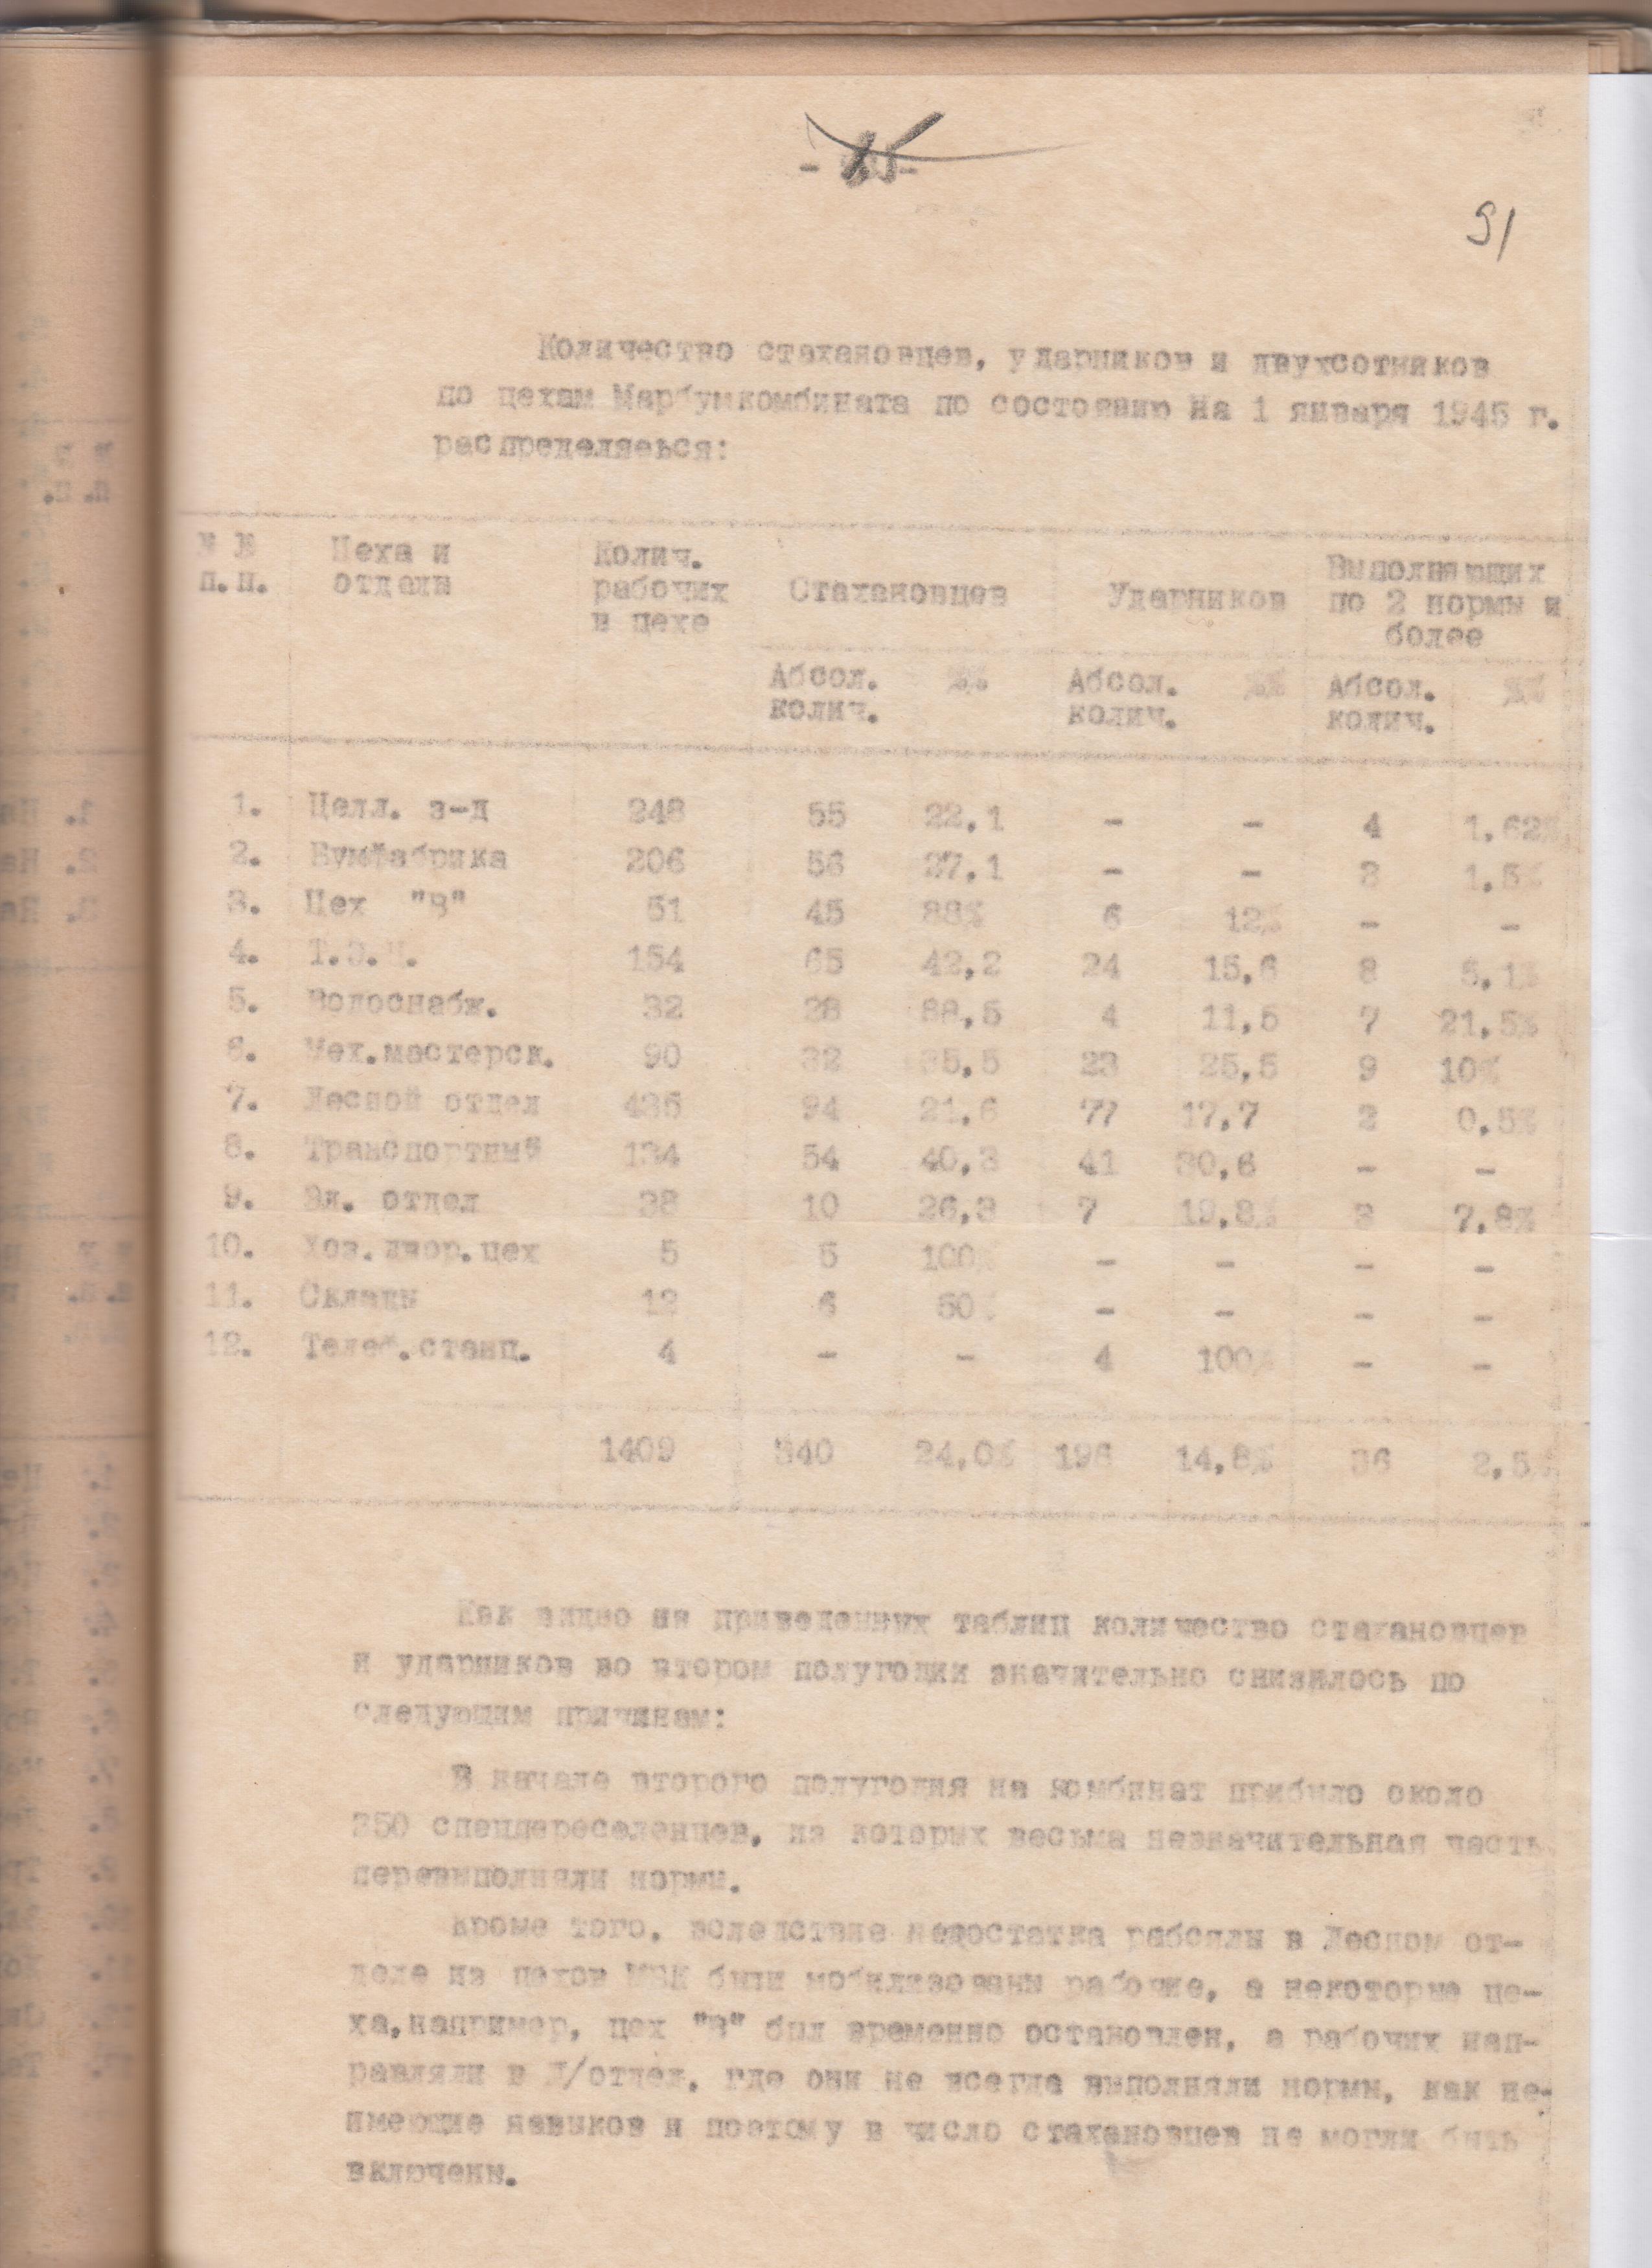 91
Количество стахановцев, ударников и двухсотников
по цехам Марбумкомбината по состоянию на 1 января 1945 г.
распределяеься:
№ № Цеха и Колич. Выполняющих
п.п. отделы рабочих Стахановцев Ударников по 2 нормы и
в цехе более
Абсол. %% Абсол. %% Абсол. %%
колич. колич. колич.
1. Целл. з-д 248 55 22,1 - - 4 1,62%
2. Бумфабрика 206 56 27,1 - - 3 1,5%
3. Цех "В" 51 45 88% 6 12% - -
4. Т.Э.Ц. 154 65 42,2 24 15,6 8 5,1%
5. Водоснабж. 32 28 88,5 4 11,5 7 21,5%
6. Мех.мастерск. 90 32 35,5 23 25,5 9 10%
7. Лесной отдел 435 94 21,6 77 17,7 2 0,5%
8. Транспортный 134 54 40,3 41 30,6 - -
9. Эл. отдел 38 10 26,3 7 19,3% 3 7,8%
10. Хоз.двор.цех 5 5 100% - - - -
11. Склады 12 6 50% - - - -
12. Телеф.станц. 4 - - 4 100% - -
1409 340 24,0% 196 14,8% 36 2,5%
Как видно из приведенных таблиц количество стахановцев
и ударников во втором полугодии значительно снизилось по
следующим причинам:
В начале второго полугодия на комбинат прибыло около
350 спецпереселенцев, из которых весьма незначительная часть
перевыполняли нормы.
Кроме того, вследствие недостатка рабсилы в Лесном от-
деле из цехов МБК были мобилизованы рабочие, а некоторые це-
ха,например, цех "В" был временно остановлен, а рабочих нап-
равляли в Л/отдел, где они не всегда выполняли нормы, как не-
имеющие навыков и поэтому в число стахановцев не могли быть
включены.